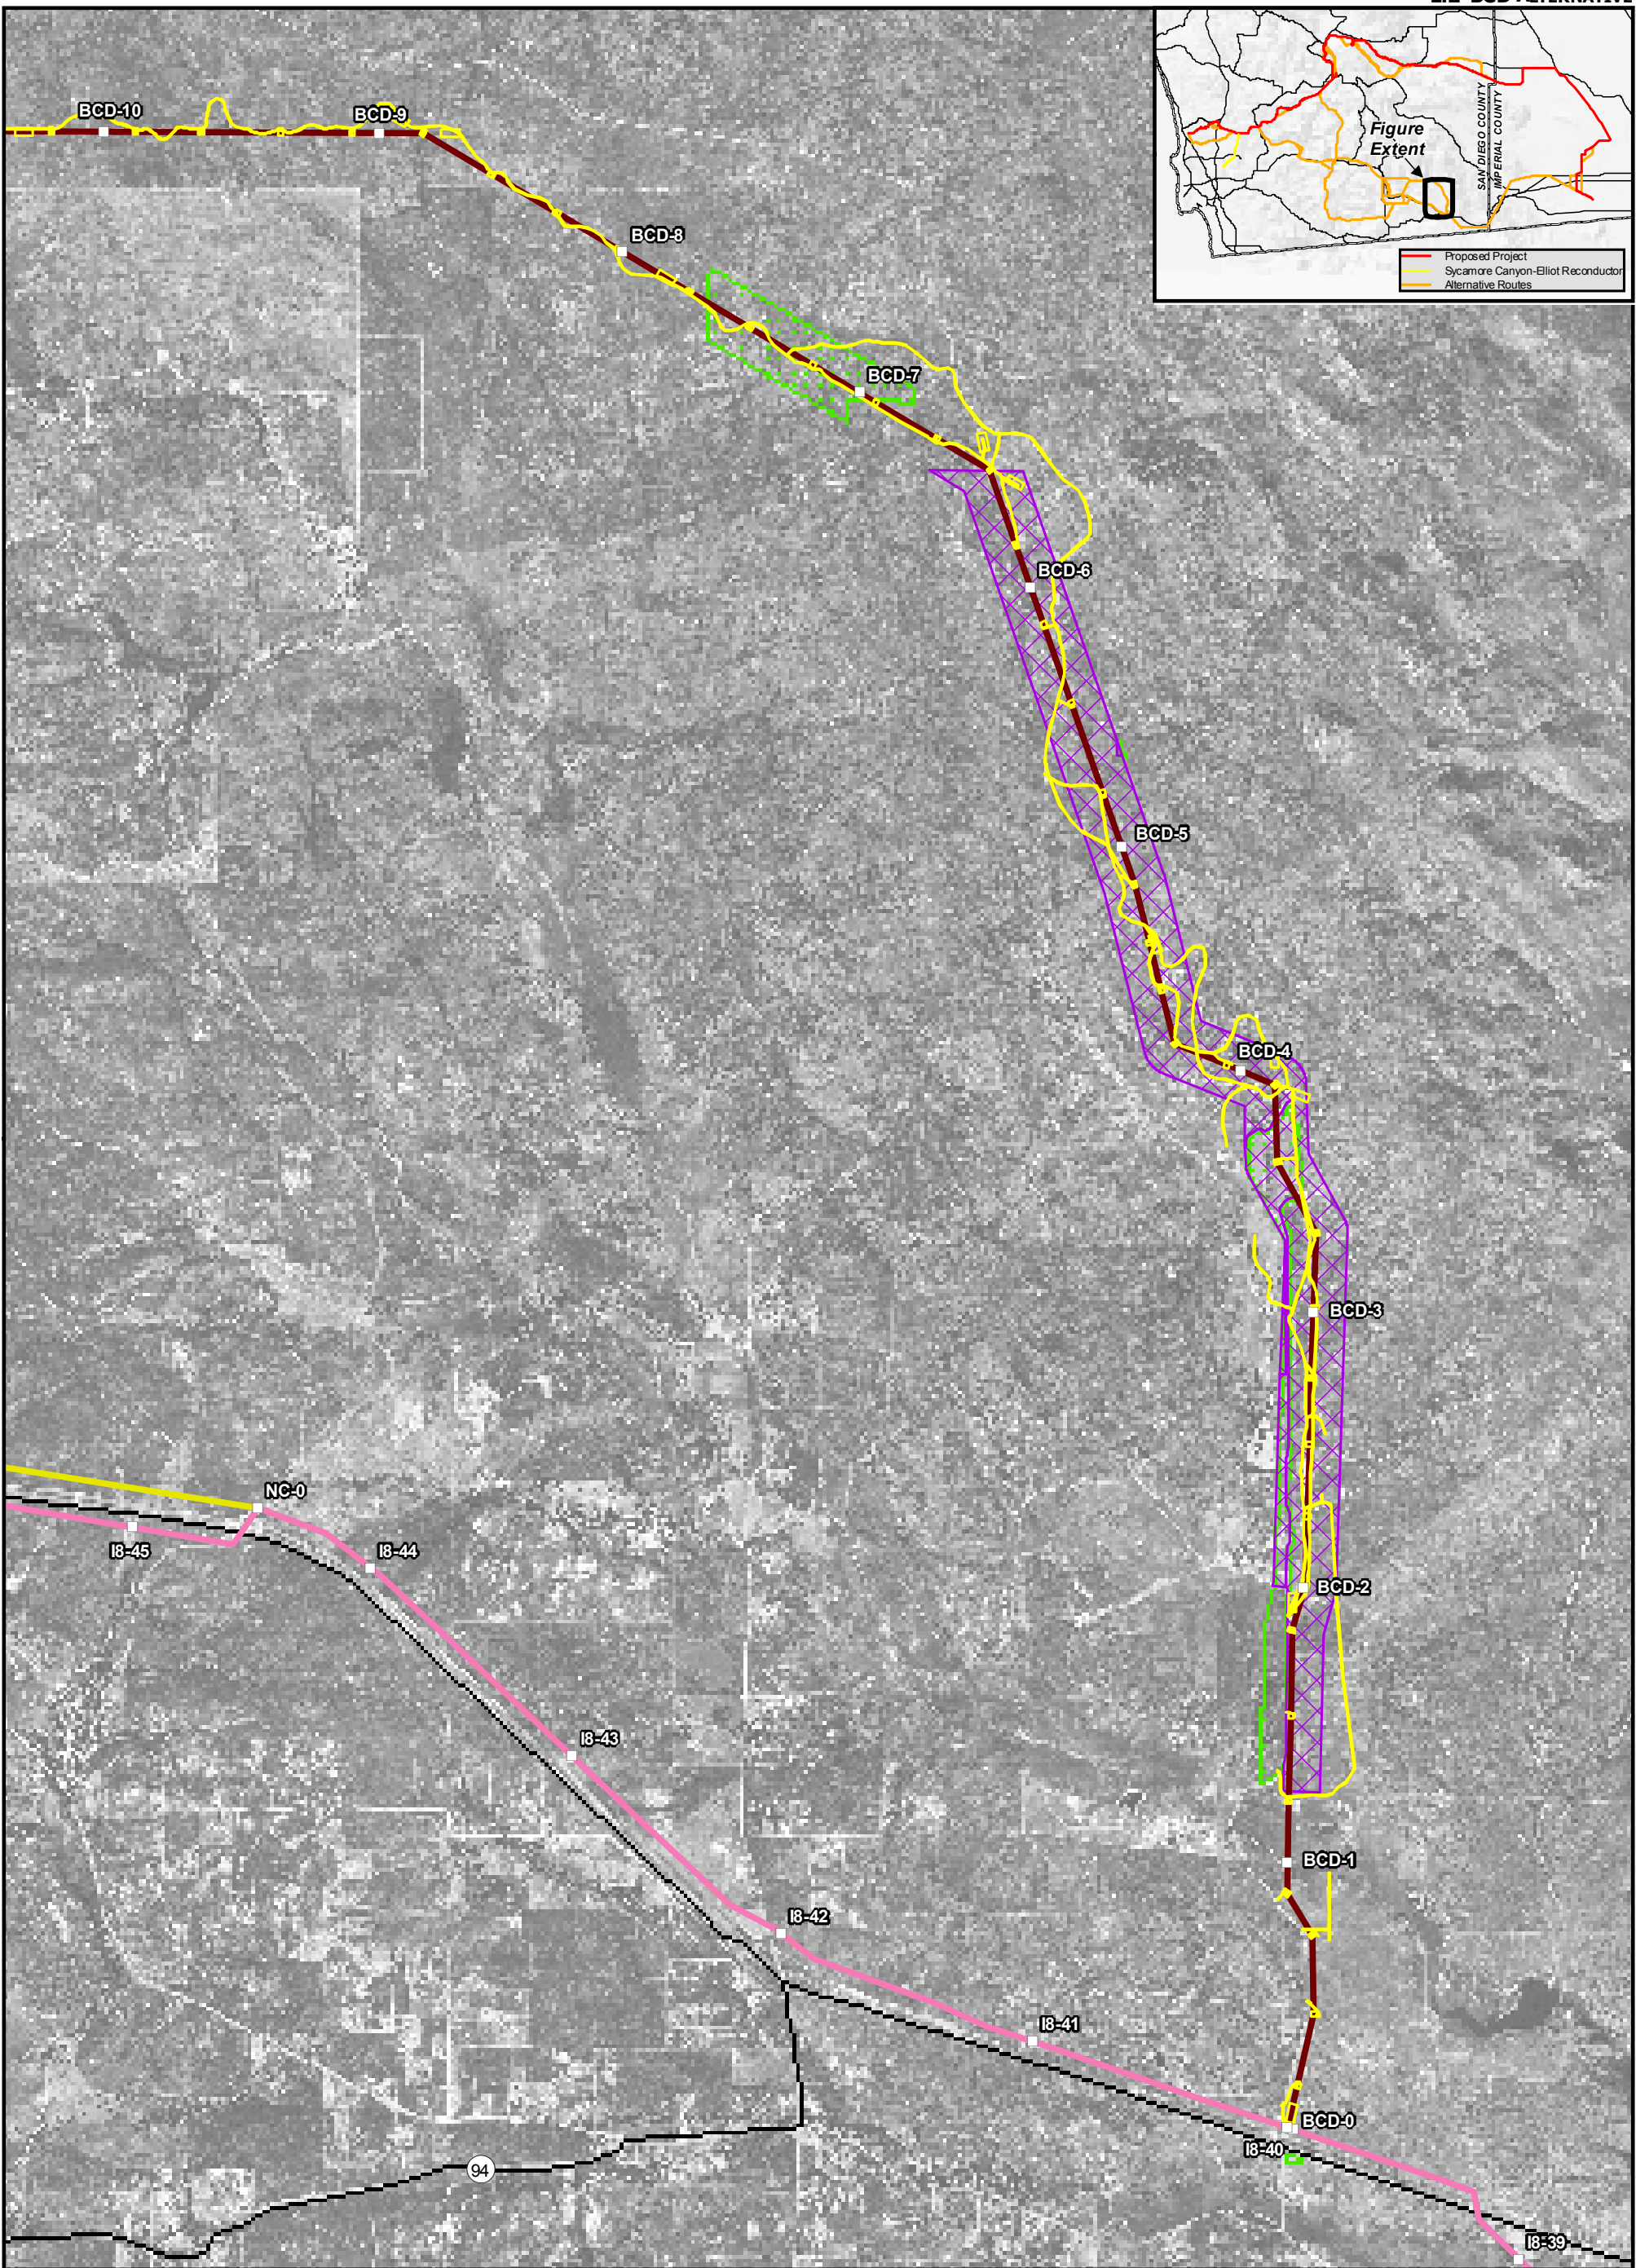 BCD-10
BCD-9
BCD-8
BCD-7
BCD-6
BCD-5
BCD-4
BCD-3
BCD-2
BCD-1
BCD-0
NC-0
I8-45
I8-44
I8-43
I8-42
I8-41
I8-40
I8-39
94
Figure
Extent
SAN DIEGO COUNTY
IMPERIAL COUNTY
Proposed Project
Sycamore Canyon-Elliot Reconductor
Alternative Routes